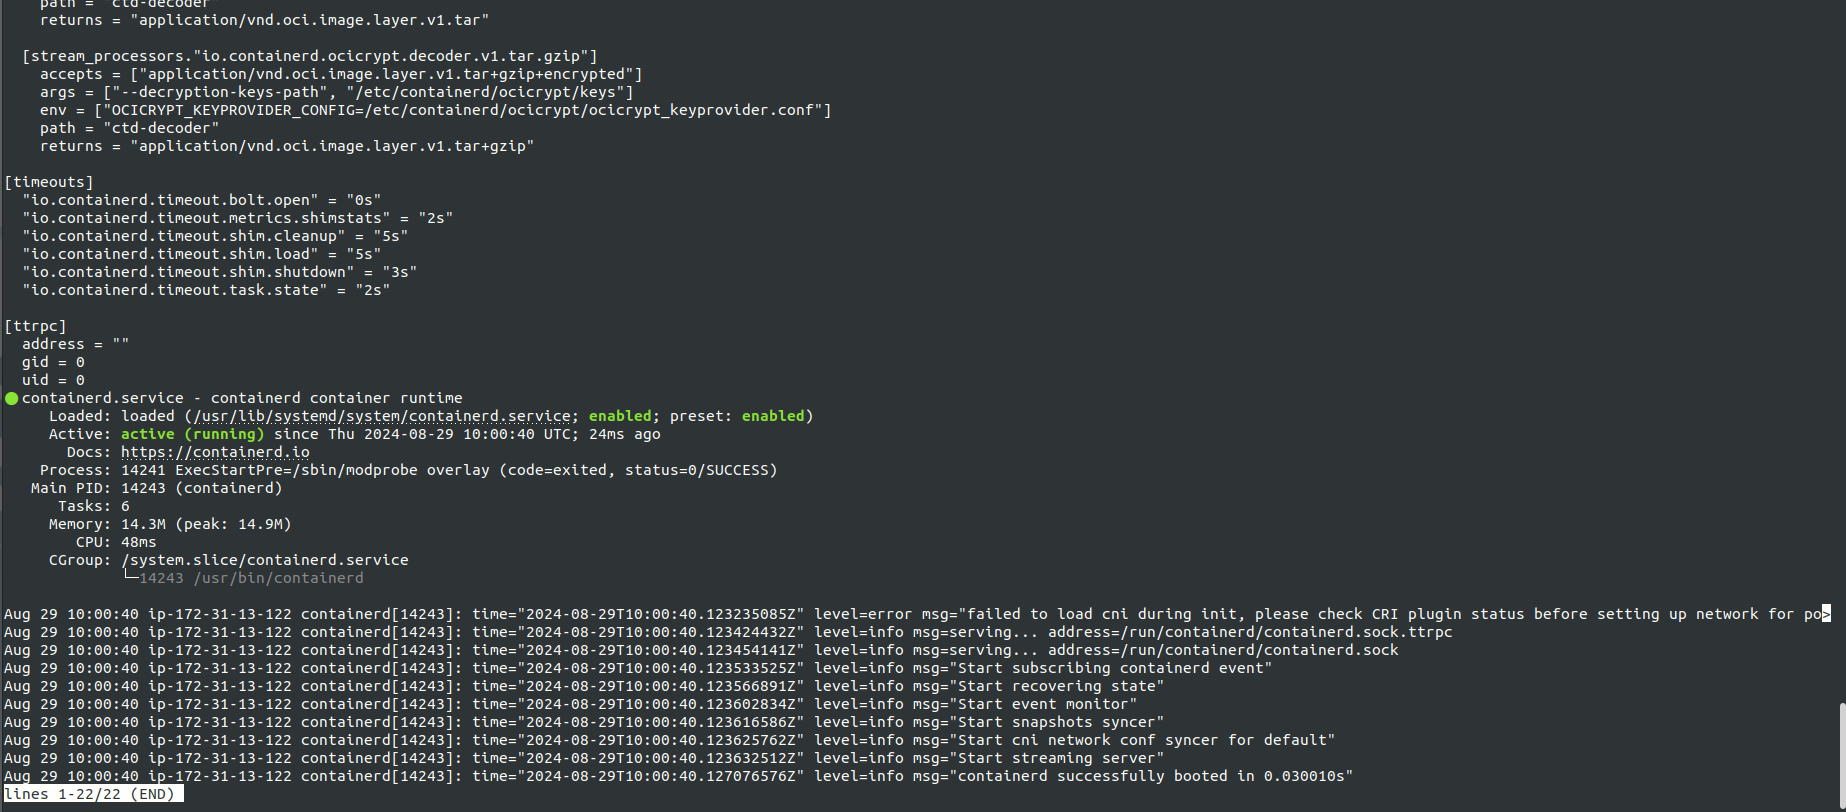 path = "ctd-decoder"
returns = "application/vnd.oci.image.layer.v1.tar"
[stream_processors."io.containerd.ocicrypt.decoder.v1.tar.gzip"]
accepts = ["application/vnd.oci.image.layer.v1.tar+gzip+encrypted"]
args = ["--decryption-keys-path", "/etc/containerd/ocicrypt/keys"]
env = ["OCICRYPT_KEYPROVIDER_CONFIG=/etc/containerd/ocicrypt/ocicrypt_keyprovider.conf"]
path = "ctd-decoder"
returns = "application/vnd.oci.image.layer.v1.tar+gzip"
[timeouts]
"io.containerd.timeout.bolt.open" = "0s"
"io.containerd.timeout.metrics.shimstats" = "2s"
"io.containerd.timeout.shim.cleanup" = "5s"
"io.containerd.timeout.shim.load" = "5s"
"io.containerd.timeout.shim.shutdown" = "3s"
"io.containerd.timeout.task.state" = "2s"
[ttrpc]
address = ""
gid = 0
uid = 0
● containerd.service - containerd container runtime
Loaded: loaded (/usr/lib/systemd/system/containerd.service; enabled; preset: enabled)
Active: active (running) since Thu 2024-08-29 10:00:40 UTC; 24ms ago
Docs: https://containerd.io
Process: 14241 ExecStartPre=/sbin/modprobe overlay (code=exited, status=0/SUCCESS)
Main PID: 14243 (containerd)
Tasks: 6
Memory: 14.3M (peak: 14.9M)
CPU: 48ms
CGroup: /system.slice/containerd.service
└─14243 /usr/bin/containerd
Aug 29 10:00:40 ip-172-31-13-122 containerd[14243]: time="2024-08-29T10:00:40.123235085Z" level=error msg="failed to load cni during init, please check CRI plugin status before setting up network for po>
Aug 29 10:00:40 ip-172-31-13-122 containerd[14243]: time="2024-08-29T10:00:40.123424432Z" level=info msg=serving... address=/run/containerd/containerd.sock.ttrpc
Aug 29 10:00:40 ip-172-31-13-122 containerd[14243]: time="2024-08-29T10:00:40.123454141Z" level=info msg=serving... address=/run/containerd/containerd.sock
Aug 29 10:00:40 ip-172-31-13-122 containerd[14243]: time="2024-08-29T10:00:40.123533525Z" level=info msg="Start subscribing containerd event"
Aug 29 10:00:40 ip-172-31-13-122 containerd[14243]: time="2024-08-29T10:00:40.123566891Z" level=info msg="Start recovering state"
Aug 29 10:00:40 ip-172-31-13-122 containerd[14243]: time="2024-08-29T10:00:40.123602834Z" level=info msg="Start event monitor"
Aug 29 10:00:40 ip-172-31-13-122 containerd[14243]: time="2024-08-29T10:00:40.123616586Z" level=info msg="Start snapshots syncer"
Aug 29 10:00:40 ip-172-31-13-122 containerd[14243]: time="2024-08-29T10:00:40.123625762Z" level=info msg="Start cni network conf syncer for default"
Aug 29 10:00:40 ip-172-31-13-122 containerd[14243]: time="2024-08-29T10:00:40.123632512Z" level=info msg="Start streaming server"
Aug 29 10:00:40 ip-172-31-13-122 containerd[14243]: time="2024-08-29T10:00:40.127076576Z" level=info msg="containerd successfully booted in 0.030010s"
lines 1-22/22 (END)